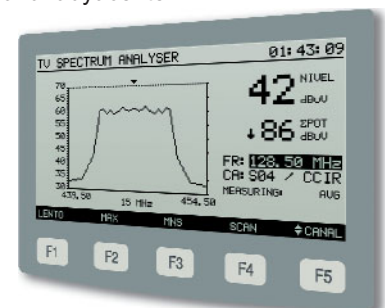 TV SPECTRUM ANALYSER 01:43:09
70
65
60
55
50
45
40
35
30
439.50 15 MHz 454.50
42 NIVEL dBuV
↓86 ΣPOT dBuV
FR: 128.50 MHz
CA: S04 / CCIR
MEASURING: AVG
LENTO MAX MNS SCAN ♦CANAL
F1 F2 F3 F4 F5